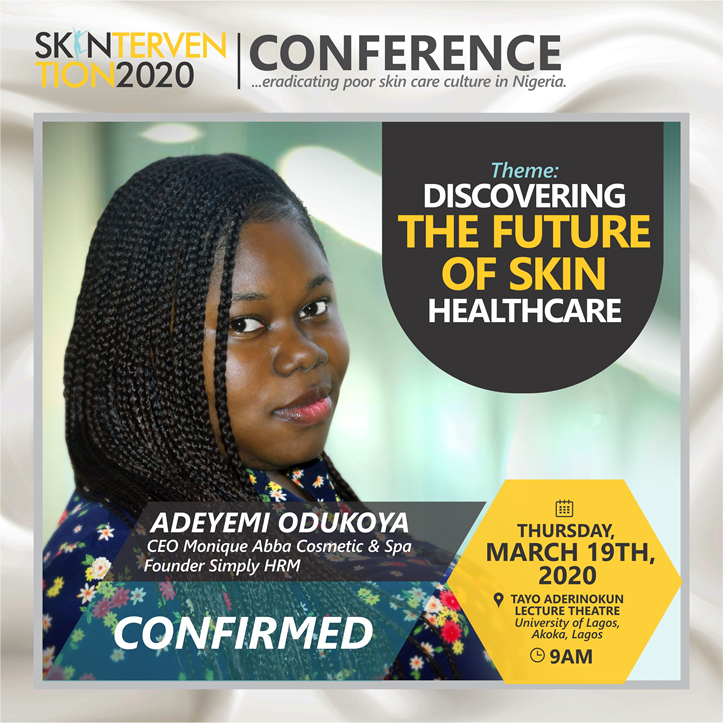 SKINTERVEN
TION2020
CONFERENCE
...eradicating poor skin care culture in Nigeria.
Theme:
DISCOVERING
THE FUTURE
OF SKIN
HEALTHCARE
ADEYEMI ODUKOYA
CEO Monique Abba Cosmetic & Spa
Founder Simply HRM
CONFIRMED
THURSDAY,
MARCH 19TH,
2020
TAYO ADERINOKUN
LECTURE THEATRE
University of Lagos,
Akoka, Lagos
9AM